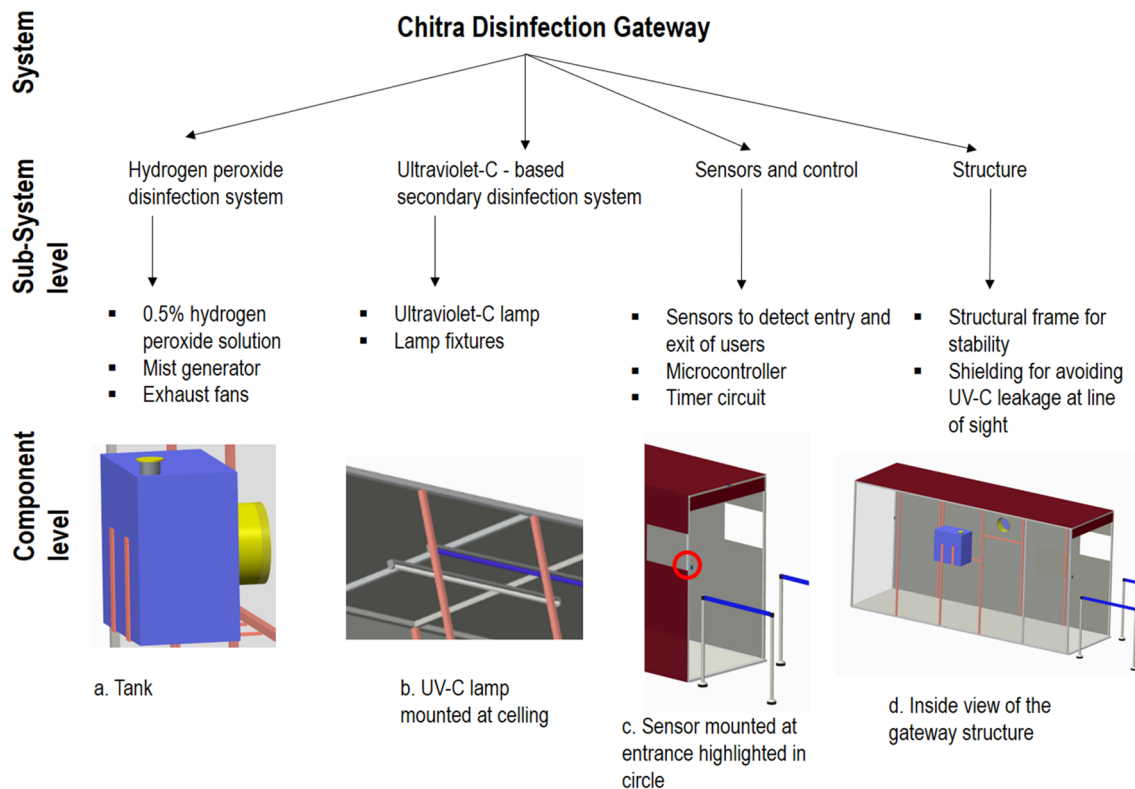 System
Chitra Disinfection Gateway
Sub-System
level
Hydrogen peroxide
disinfection system
Ultraviolet-C - based
secondary disinfection system
Sensors and control
Structure
Component
level
▪ 0.5% hydrogen
peroxide solution
▪ Mist generator
▪ Exhaust fans
▪ Ultraviolet-C lamp
▪ Lamp fixtures
▪ Sensors to detect entry and
exit of users
▪ Microcontroller
▪ Timer circuit
▪ Structural frame for
stability
▪ Shielding for avoiding
UV-C leakage at line
of sight
a. Tank
b. UV-C lamp
mounted at celling
c. Sensor mounted at
entrance highlighted in
circle
d. Inside view of the
gateway structure